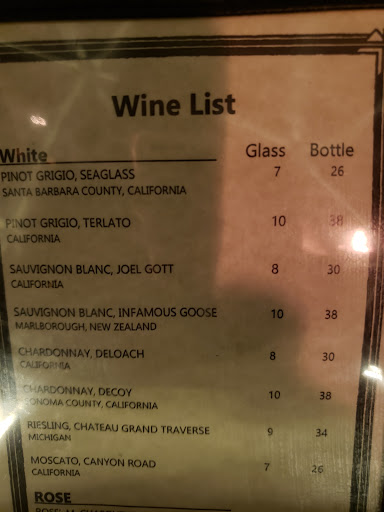 Wine List
White Glass Bottle
PINOT GRIGIO, SEAGLASS 7 26
SANTA BARBARA COUNTY, CALIFORNIA
PINOT GRIGIO, TERLATO 10 38
CALIFORNIA
SAUVIGNON BLANC, JOEL GOTT 8 30
CALIFORNIA
SAUVIGNON BLANC, INFAMOUS GOOSE 10 38
MARLBOROUGH, NEW ZEALAND
CHARDONNAY, DELOACH 8 30
CALIFORNIA
CHARDONNAY, DECOY 10 38
SONOMA COUNTY, CALIFORNIA
RIESLING, CHATEAU GRAND TRAVERSE 9 34
MICHIGAN
MOSCATO, CANYON ROAD 7 26
CALIFORNIA
ROSE